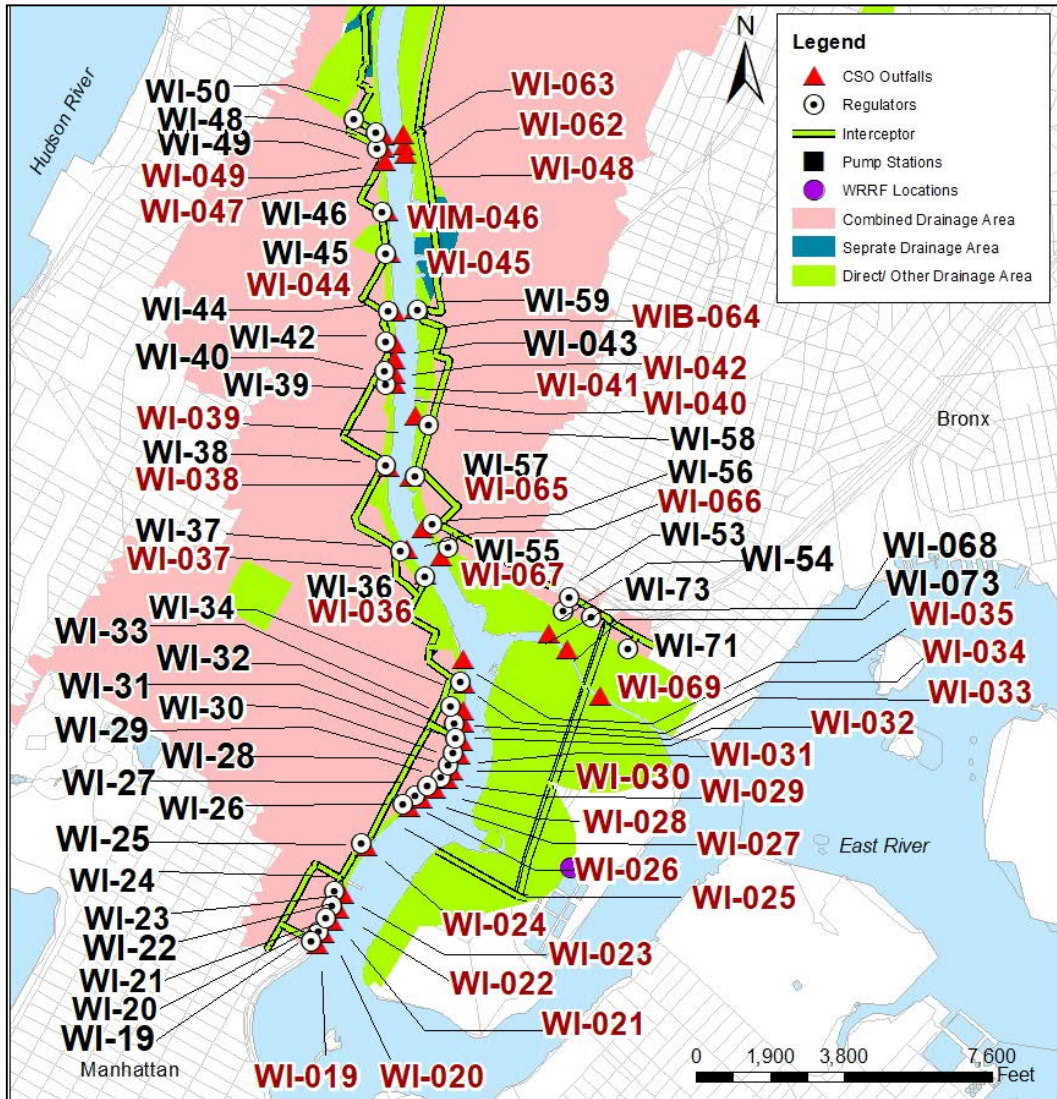 N
Legend
CSO Outfalls
Regulators
Interceptor
Pump Stations
WRRF Locations
Combined Drainage Area
Seprate Drainage Area
Direct/ Other Drainage Area
Hudson River
WI-50
WI-48
WI-49
WI-049
WI-047
WI-46
WI-45
WI-044
WI-44
WI-42
WI-40
WI-39
WI-039
WI-38
WI-038
WI-37
WI-037
WI-36
WI-036
WI-34
WI-33
WI-32
WI-31
WI-30
WI-29
WI-28
WI-27
WI-26
WI-25
WI-24
WI-23
WI-22
WI-21
WI-20
WI-19
Manhattan
WI-063
WI-062
WI-048
WIM-046
WI-045
WI-59
WIB-064
WI-043
WI-042
WI-041
WI-040
Bronx
WI-58
WI-57
WI-56
WI-065
WI-066
WI-53
WI-55
WI-54
WI-067
WI-73
WI-068
WI-073
WI-035
WI-71
WI-034
WI-069
WI-033
WI-032
WI-031
WI-030
WI-029
WI-028
WI-027
WI-026
East River
WI-025
WI-024
WI-023
WI-022
WI-021
WI-019
WI-020
0 1,900 3,800 7,600
Feet